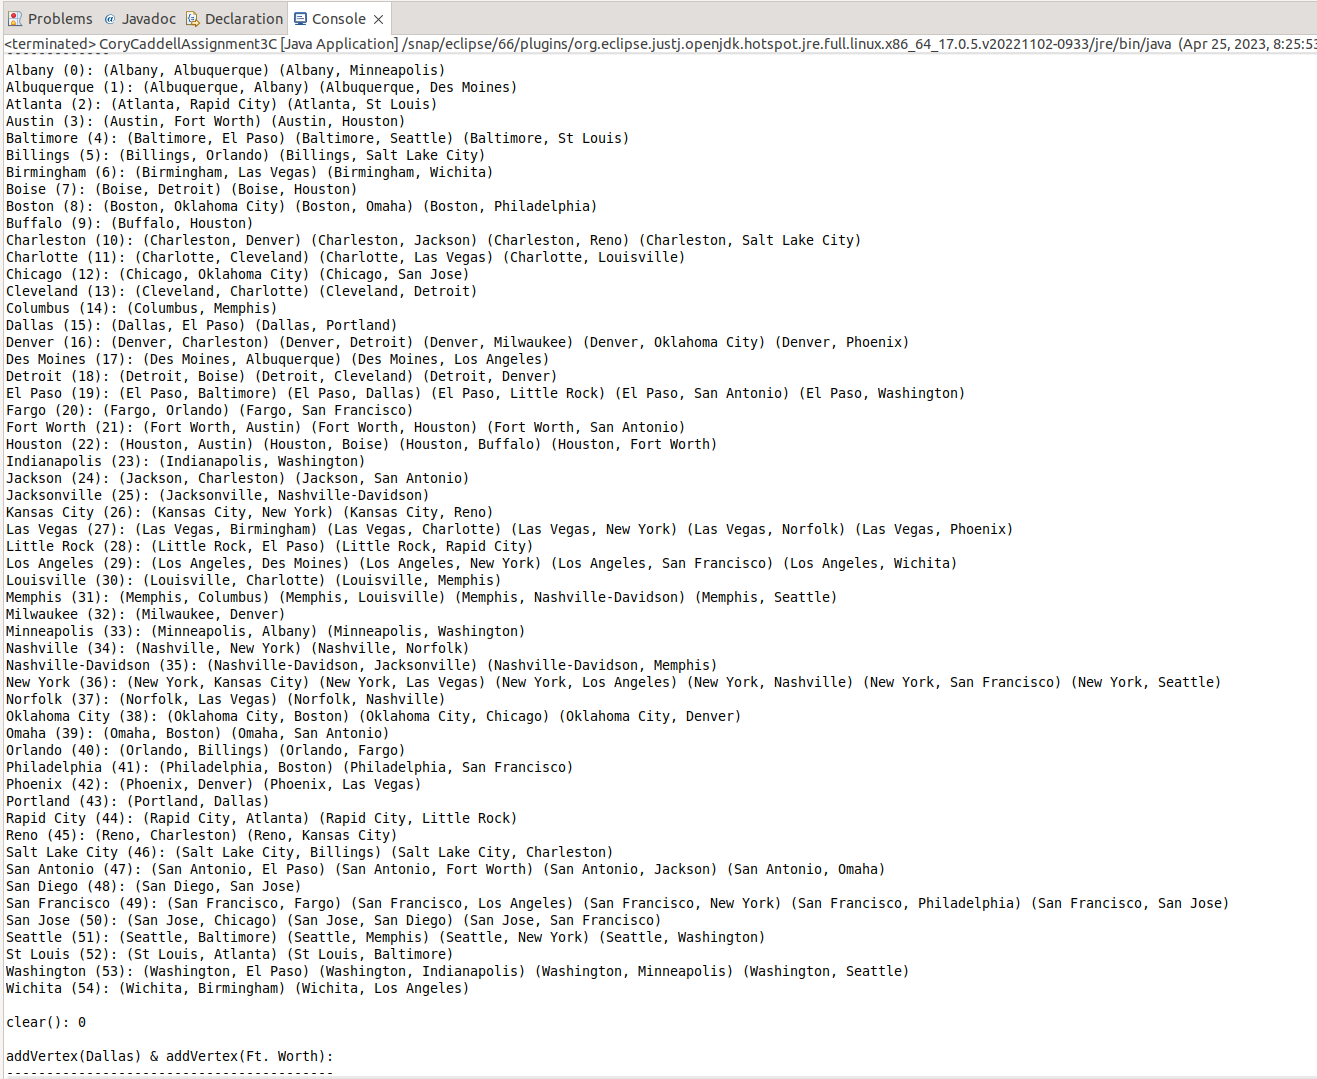 Problems Javadoc Declaration Console
<terminated> CoryCaddellAssignment3C [Java Application] /snap/eclipse/66/plugins/org.eclipse.justj.openjdk.hotspot.jre.full.linux.x86_64_17.0.5.v20221102-0933/jre/bin/java (Apr 25, 2023, 8:25:53
Albany (0): (Albany, Albuquerque) (Albany, Minneapolis)
Albuquerque (1): (Albuquerque, Albany) (Albuquerque, Des Moines)
Atlanta (2): (Atlanta, Rapid City) (Atlanta, St Louis)
Austin (3): (Austin, Fort Worth) (Austin, Houston)
Baltimore (4): (Baltimore, El Paso) (Baltimore, Seattle) (Baltimore, St Louis)
Billings (5): (Billings, Orlando) (Billings, Salt Lake City)
Birmingham (6): (Birmingham, Las Vegas) (Birmingham, Wichita)
Boise (7): (Boise, Detroit) (Boise, Houston)
Boston (8): (Boston, Oklahoma City) (Boston, Omaha) (Boston, Philadelphia)
Buffalo (9): (Buffalo, Houston)
Charleston (10): (Charleston, Denver) (Charleston, Jackson) (Charleston, Reno) (Charleston, Salt Lake City)
Charlotte (11): (Charlotte, Cleveland) (Charlotte, Las Vegas) (Charlotte, Louisville)
Chicago (12): (Chicago, Oklahoma City) (Chicago, San Jose)
Cleveland (13): (Cleveland, Charlotte) (Cleveland, Detroit)
Columbus (14): (Columbus, Memphis)
Dallas (15): (Dallas, El Paso) (Dallas, Portland)
Denver (16): (Denver, Charleston) (Denver, Detroit) (Denver, Milwaukee) (Denver, Oklahoma City) (Denver, Phoenix)
Des Moines (17): (Des Moines, Albuquerque) (Des Moines, Los Angeles)
Detroit (18): (Detroit, Boise) (Detroit, Cleveland) (Detroit, Denver)
El Paso (19): (El Paso, Baltimore) (El Paso, Dallas) (El Paso, Little Rock) (El Paso, San Antonio) (El Paso, Washington)
Fargo (20): (Fargo, Orlando) (Fargo, San Francisco)
Fort Worth (21): (Fort Worth, Austin) (Fort Worth, Houston) (Fort Worth, San Antonio)
Houston (22): (Houston, Austin) (Houston, Boise) (Houston, Buffalo) (Houston, Fort Worth)
Indianapolis (23): (Indianapolis, Washington)
Jackson (24): (Jackson, Charleston) (Jackson, San Antonio)
Jacksonville (25): (Jacksonville, Nashville-Davidson)
Kansas City (26): (Kansas City, New York) (Kansas City, Reno)
Las Vegas (27): (Las Vegas, Birmingham) (Las Vegas, Charlotte) (Las Vegas, New York) (Las Vegas, Norfolk) (Las Vegas, Phoenix)
Little Rock (28): (Little Rock, El Paso) (Little Rock, Rapid City)
Los Angeles (29): (Los Angeles, Des Moines) (Los Angeles, New York) (Los Angeles, San Francisco) (Los Angeles, Wichita)
Louisville (30): (Louisville, Charlotte) (Louisville, Memphis)
Memphis (31): (Memphis, Columbus) (Memphis, Louisville) (Memphis, Nashville-Davidson) (Memphis, Seattle)
Milwaukee (32): (Milwaukee, Denver)
Minneapolis (33): (Minneapolis, Albany) (Minneapolis, Washington)
Nashville (34): (Nashville, New York) (Nashville, Norfolk)
Nashville-Davidson (35): (Nashville-Davidson, Jacksonville) (Nashville-Davidson, Memphis)
New York (36): (New York, Kansas City) (New York, Las Vegas) (New York, Los Angeles) (New York, Nashville) (New York, San Francisco) (New York, Seattle)
Norfolk (37): (Norfolk, Las Vegas) (Norfolk, Nashville)
Oklahoma City (38): (Oklahoma City, Boston) (Oklahoma City, Chicago) (Oklahoma City, Denver)
Omaha (39): (Omaha, Boston) (Omaha, San Antonio)
Orlando (40): (Orlando, Billings) (Orlando, Fargo)
Philadelphia (41): (Philadelphia, Boston) (Philadelphia, San Francisco)
Phoenix (42): (Phoenix, Denver) (Phoenix, Las Vegas)
Portland (43): (Portland, Dallas)
Rapid City (44): (Rapid City, Atlanta) (Rapid City, Little Rock)
Reno (45): (Reno, Charleston) (Reno, Kansas City)
Salt Lake City (46): (Salt Lake City, Billings) (Salt Lake City, Charleston)
San Antonio (47): (San Antonio, El Paso) (San Antonio, Fort Worth) (San Antonio, Jackson) (San Antonio, Omaha)
San Diego (48): (San Diego, San Jose)
San Francisco (49): (San Francisco, Fargo) (San Francisco, Los Angeles) (San Francisco, New York) (San Francisco, Philadelphia) (San Francisco, San Jose)
San Jose (50): (San Jose, Chicago) (San Jose, San Diego) (San Jose, San Francisco)
Seattle (51): (Seattle, Baltimore) (Seattle, Memphis) (Seattle, New York) (Seattle, Washington)
St Louis (52): (St Louis, Atlanta) (St Louis, Baltimore)
Washington (53): (Washington, El Paso) (Washington, Indianapolis) (Washington, Minneapolis) (Washington, Seattle)
Wichita (54): (Wichita, Birmingham) (Wichita, Los Angeles)
clear(): 0
addVertex(Dallas) & addVertex(Ft. Worth):
-----------------------------------------